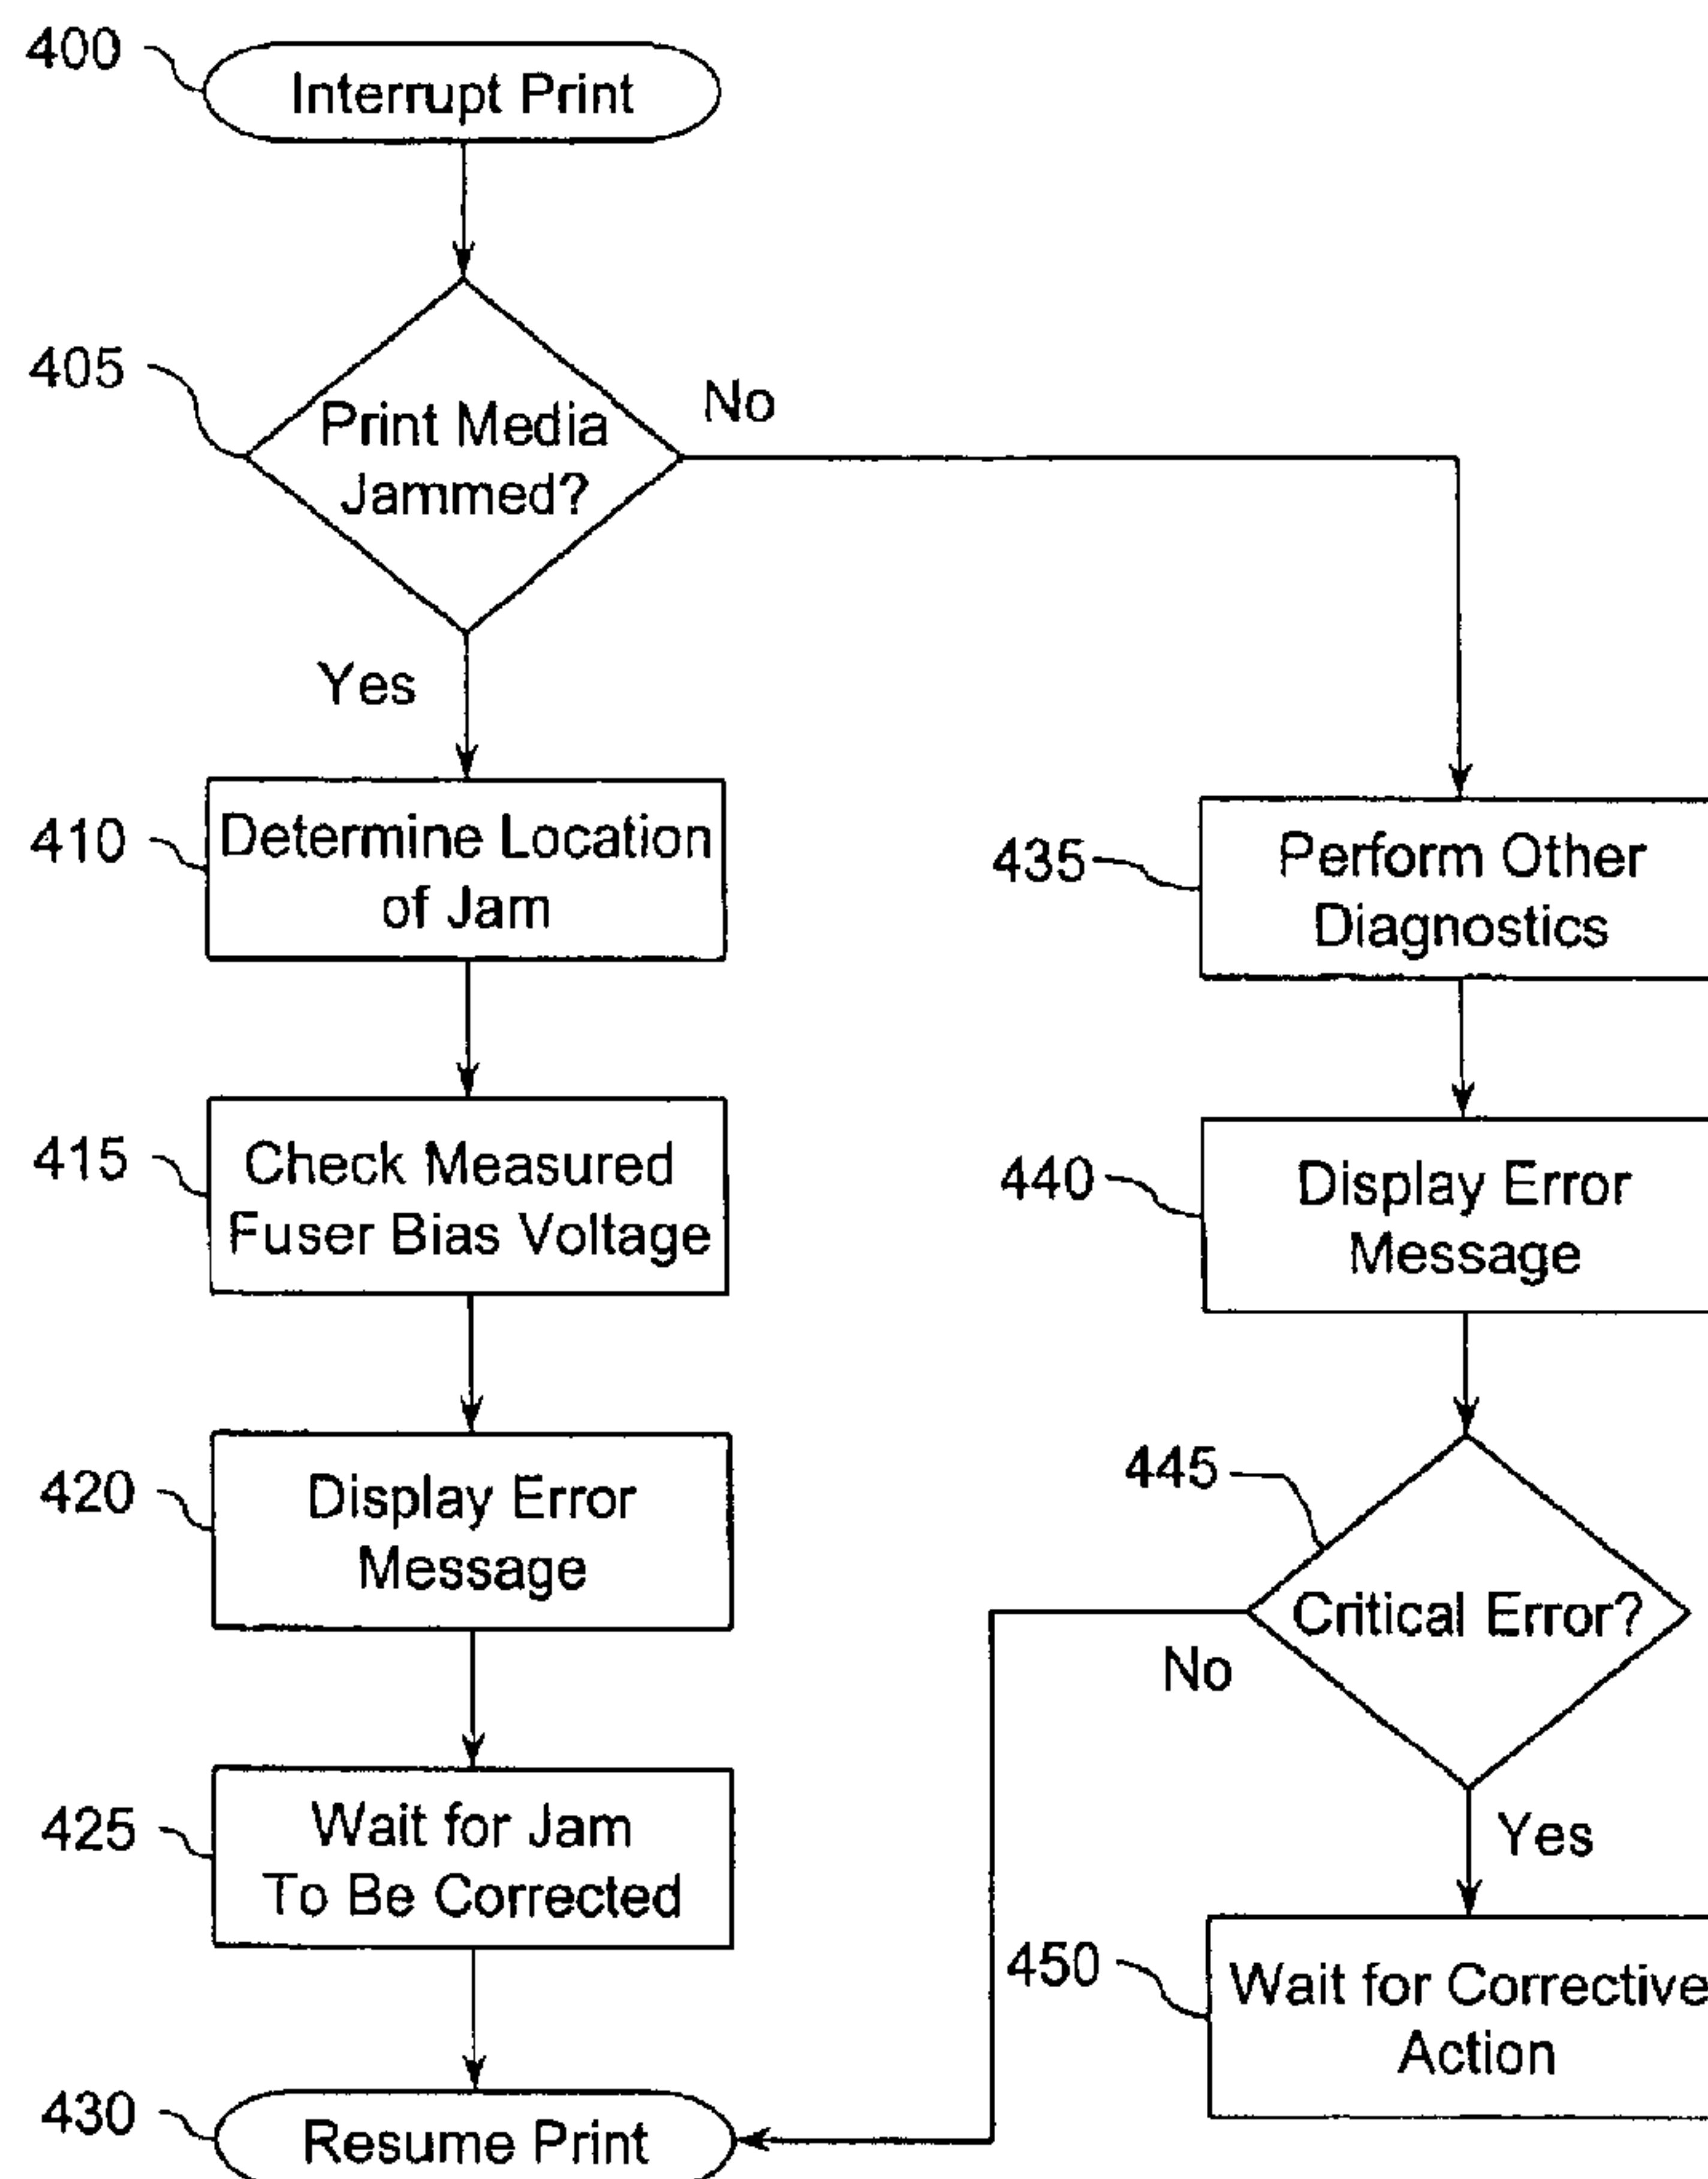 400
Interrupt Print
405
Print Media
Jammed?
No
Yes
410
Determine Location
of Jam
415
Check Measured
Fuser Bias Voltage
420
Display Error
Message
425
Wait for Jam
To Be Corrected
430
Resume Print
435
Perform Other
Diagnostics
440
Display Error
Message
445
Critical Error?
No
Yes
450
Wait for Corrective
Action